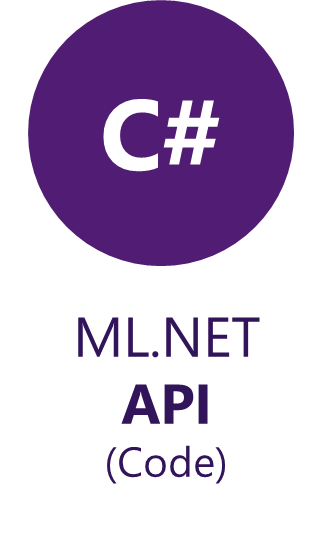 C#
ML.NET
API
(Code)